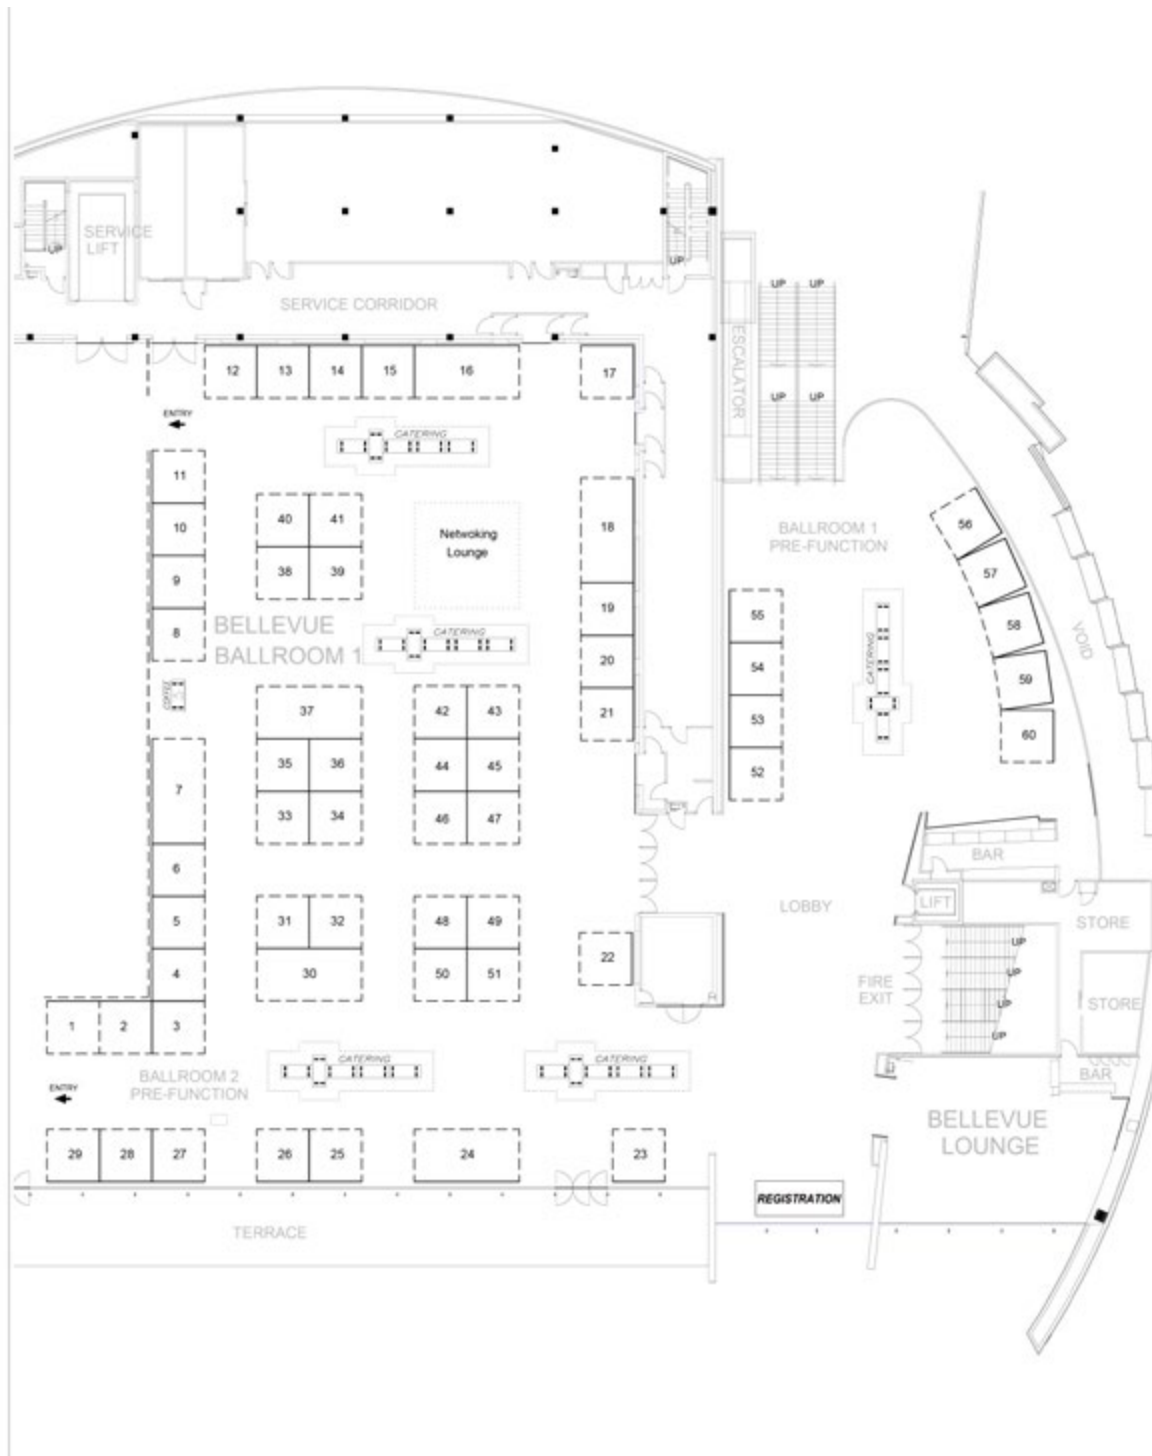 SERVICE
LIFT
UP
UP
SERVICE CORRIDOR
ESCALATOR
UP UP
UP UP
12 13 14 15 16 17
ENTRY
CATERING
11
10
9
8
40 41
38 39
Netwoking
Lounge
18
19
20
21
BELLEVUE
BALLROOM 1
CATERING
COFFEE
BALLROOM 1
PRE-FUNCTION
56
57
58
59
60
VOID
55
54
53
52
CATERING
37
35 36
33 34
42 43
44 45
46 47
7
6
5
4
31 32
30
48 49
50 51
22
BAR
LOBBY
LIFT
STORE
UP
UP
UP
UP
FIRE
EXIT
STORE
BAR
1 2 3
CATERING
CATERING
BALLROOM 2
PRE-FUNCTION
ENTRY
BELLEVUE
LOUNGE
29 28 27 26 25 24 23
REGISTRATION
TERRACE